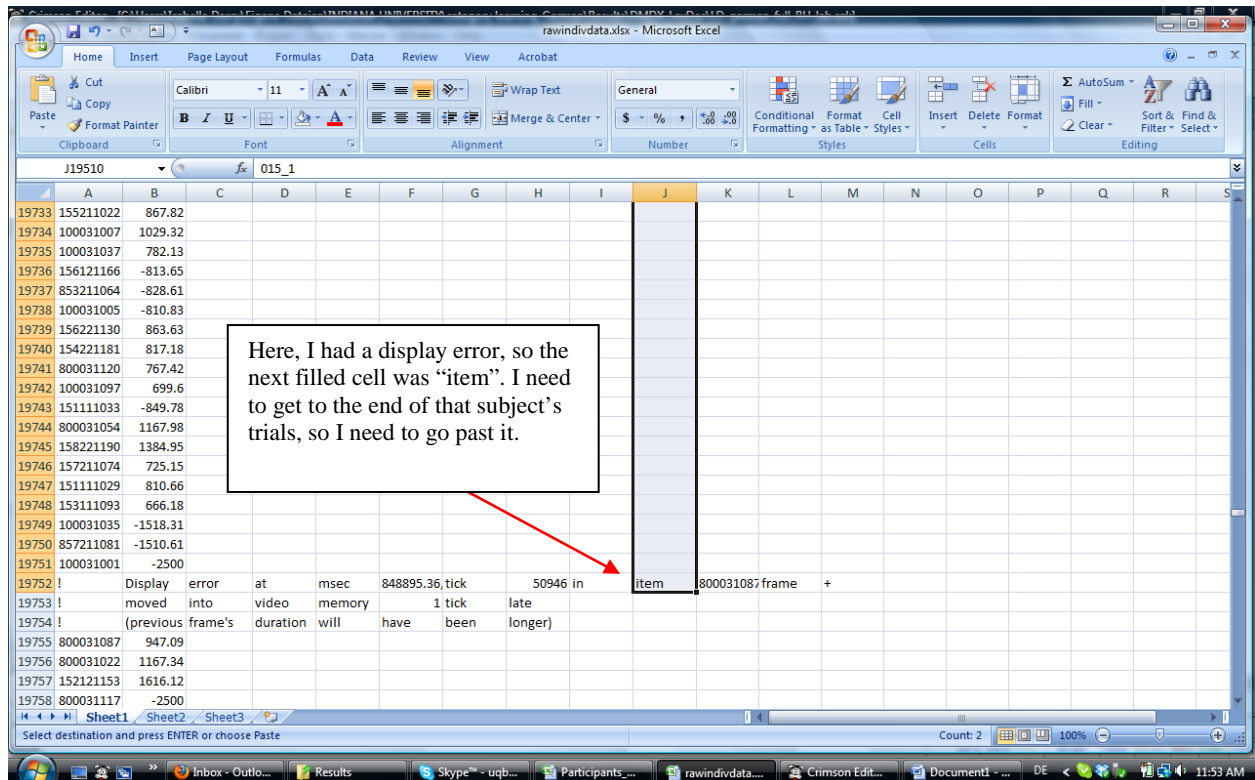 rawindivdata.xlsx - Microsoft Excel
Home Insert Page Layout Formulas Data Review View Acrobat
Cut Calibri 11 Wrap Text General Σ AutoSum
Copy Fill
Paste Format Painter B I U Merge & Center $ % , Conditional Formatting Format as Table Cell Styles Insert Delete Format Clear Sort & Filter Find & Select
Clipboard Font Alignment Number Styles Cells Editing
J19510 fx 015_1
A B C D E F G H I J K L M N O P Q R S
19733 155211022 867.82
19734 100031007 1029.32
19735 100031037 782.13
19736 156121166 -813.65
19737 853211064 -828.61
19738 100031005 -810.83
19739 156221130 863.63
19740 154221181 817.18
19741 800031120 767.42
19742 100031097 699.6
19743 151111033 -849.78
19744 800031054 1167.98
19745 158221190 1384.95
19746 157211074 725.15
19747 151111029 810.66
19748 153111093 666.18
19749 100031035 -1518.31
19750 857211081 -1510.61
19751 100031001 -2500
Here, I had a display error, so the
next filled cell was “item”. I need
to get to the end of that subject’s
trials, so I need to go past it.
19752 ! Display error at msec 848895.36, tick 50946 in item 800031087 frame +
19753 ! moved into video memory 1 tick late
19754 ! (previous frame's duration will have been longer)
19755 800031087 947.09
19756 800031022 1167.34
19757 152121153 1616.12
19758 800031117 -2500
Sheet1 Sheet2 Sheet3
Select destination and press ENTER or choose Paste Count: 2 100%
Inbox - Outlo... Results Skype™ - uqb... Participants_... rawindivdata.... Crimson Edit... Document1 - ... DE 11:53 AM